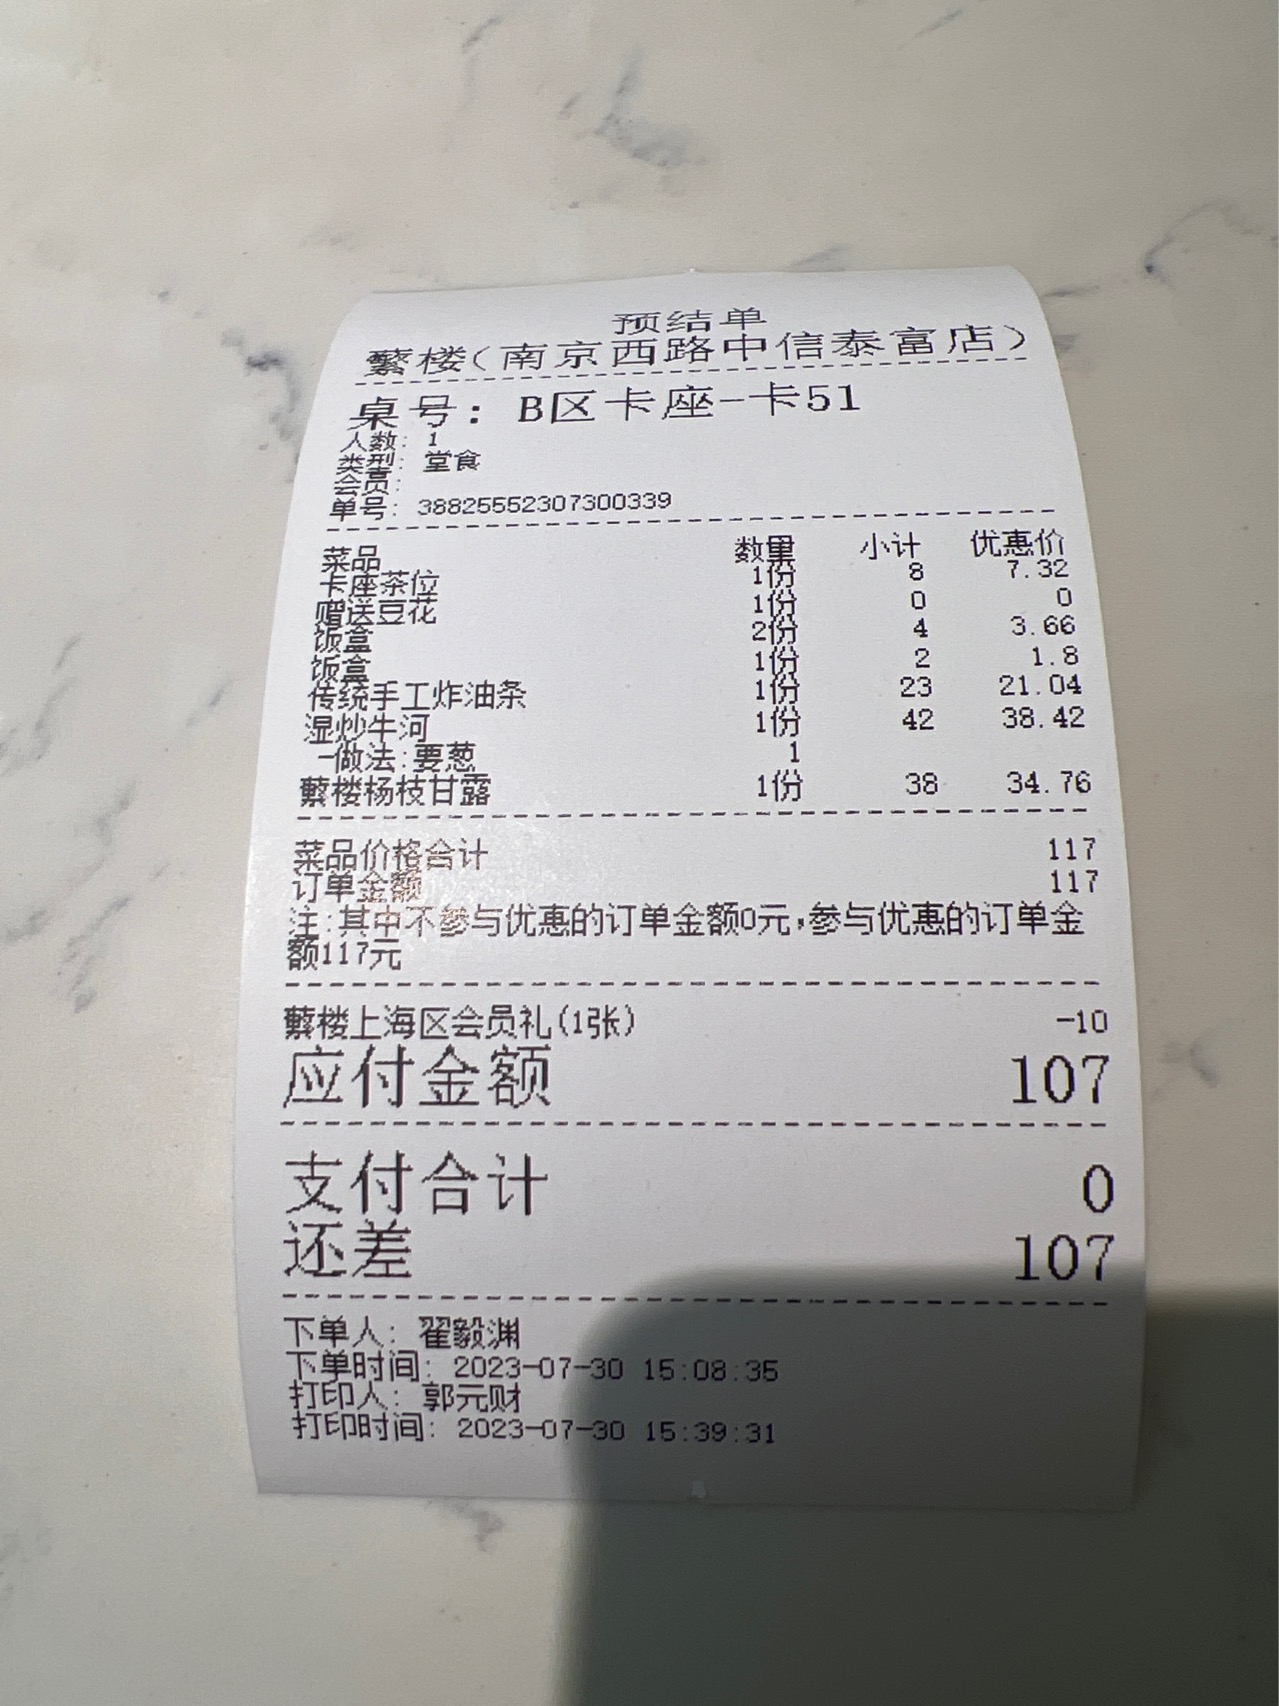 预结单
蘩楼(南京西路中信泰富店)
桌号: B区卡座-卡51
人数: 1
类型: 堂食
会员:
单号: 388255552307300339
菜品 数量 小计 优惠价
卡座茶位 1份 8 7.32
赠送豆花 1份 0 0
饭盒 2份 4 3.66
饭盒 1份 2 1.8
传统手工炸油条 1份 23 21.04
湿炒牛河 1份 42 38.42
-做法:要葱 1
蘩楼杨枝甘露 1份 38 34.76
菜品价格合计 117
订单金额 117
注:其中不参与优惠的订单金额0元,参与优惠的订单金
额117元
蘩楼上海区会员礼(1张) -10
应付金额 107
支付合计 0
还差 107
下单人: 翟毅渊
下单时间: 2023-07-30 15:08:35
打印人: 郭元财
打印时间: 2023-07-30 15:39:31